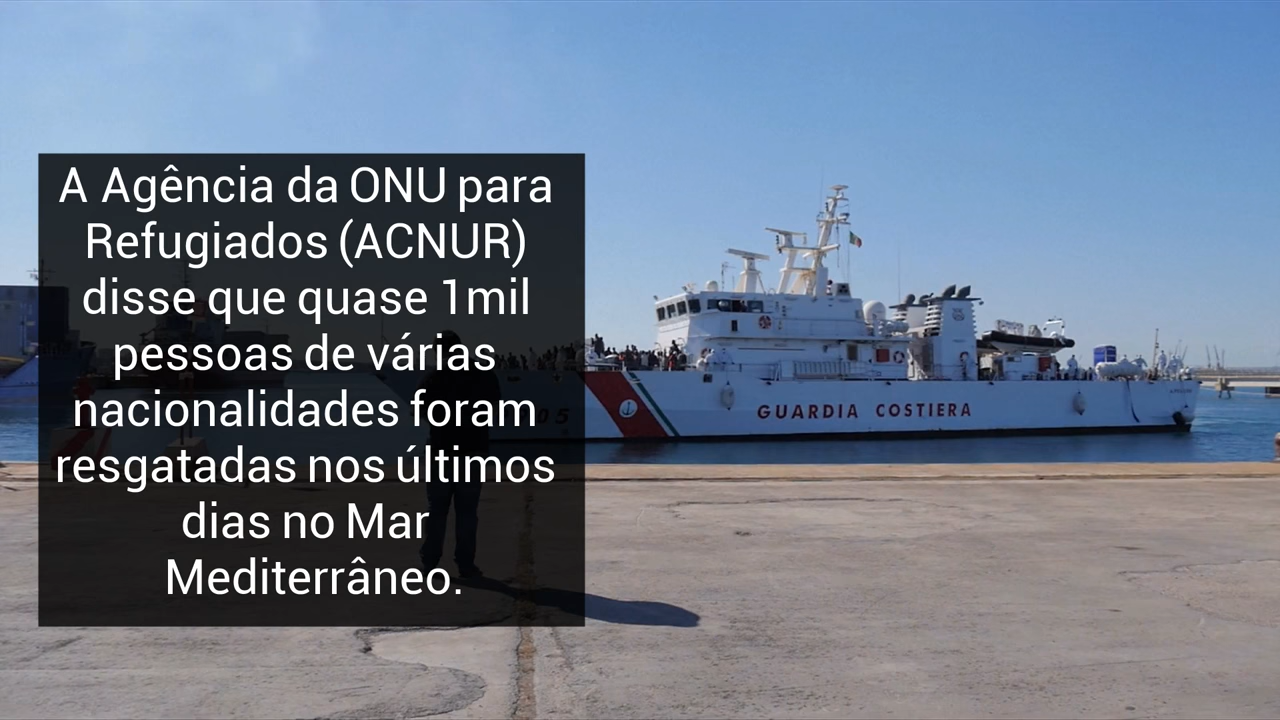 A Agência da ONU para
Refugiados (ACNUR)
disse que quase 1mil
pessoas de várias
nacionalidades foram
resgatadas nos últimos
dias no Mar
Mediterrâneo.
GUARDIA COSTIERA